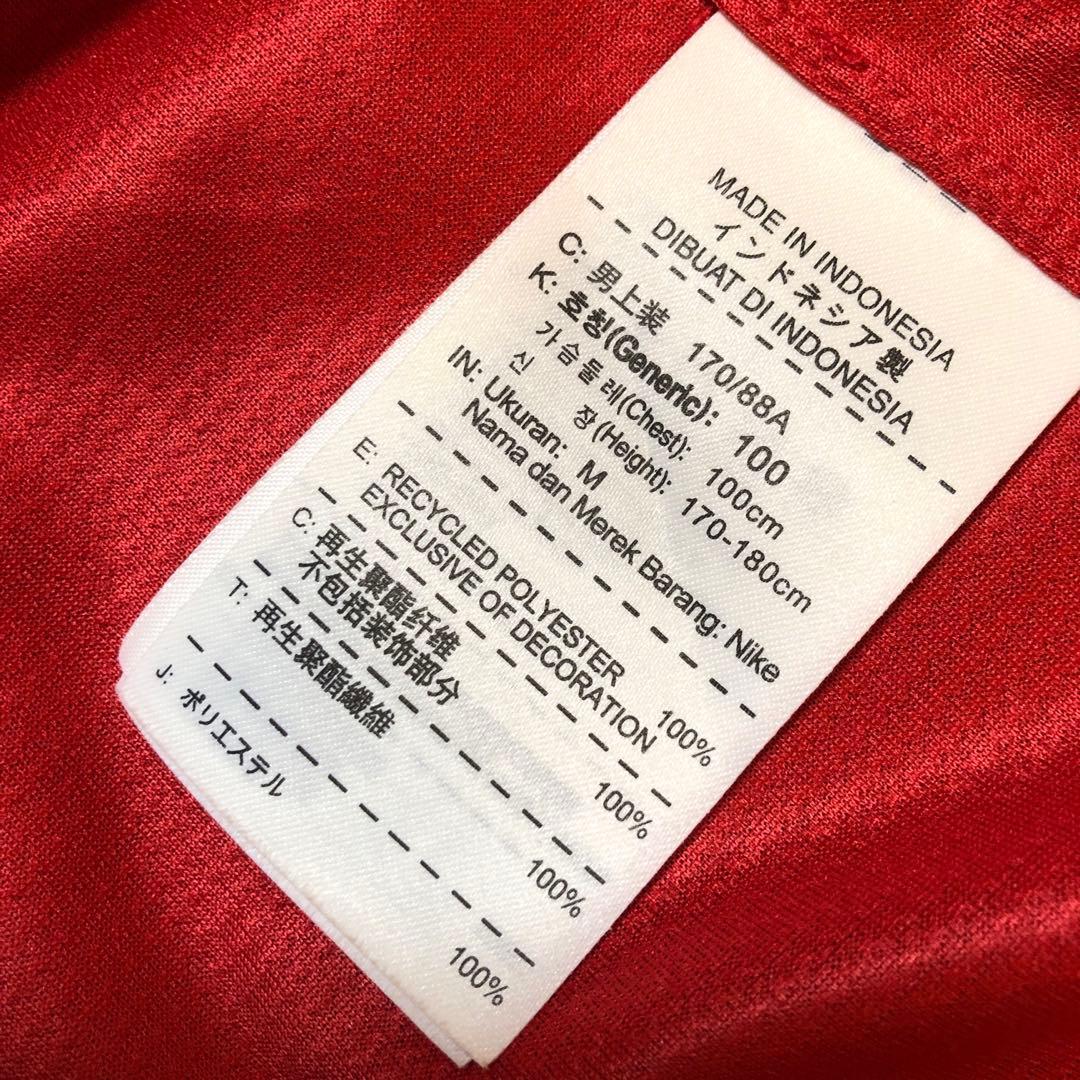 MADE IN INDONESIA
インドネシア製
DIBUAT DI INDONESIA
C: 男上装 170/88A
K: 호칭(Generic): 100
가슴둘레(Chest): 100cm
신 장(Height): 170-180cm
IN: Ukuran: M
Nama dan Merek Barang: Nike
E: RECYCLED POLYESTER 100%
EXCLUSIVE OF DECORATION
C: 再生聚酯纤维 100%
不包括装饰部分
T: 再生聚酯纖維 100%
J: ポリエステル 100%